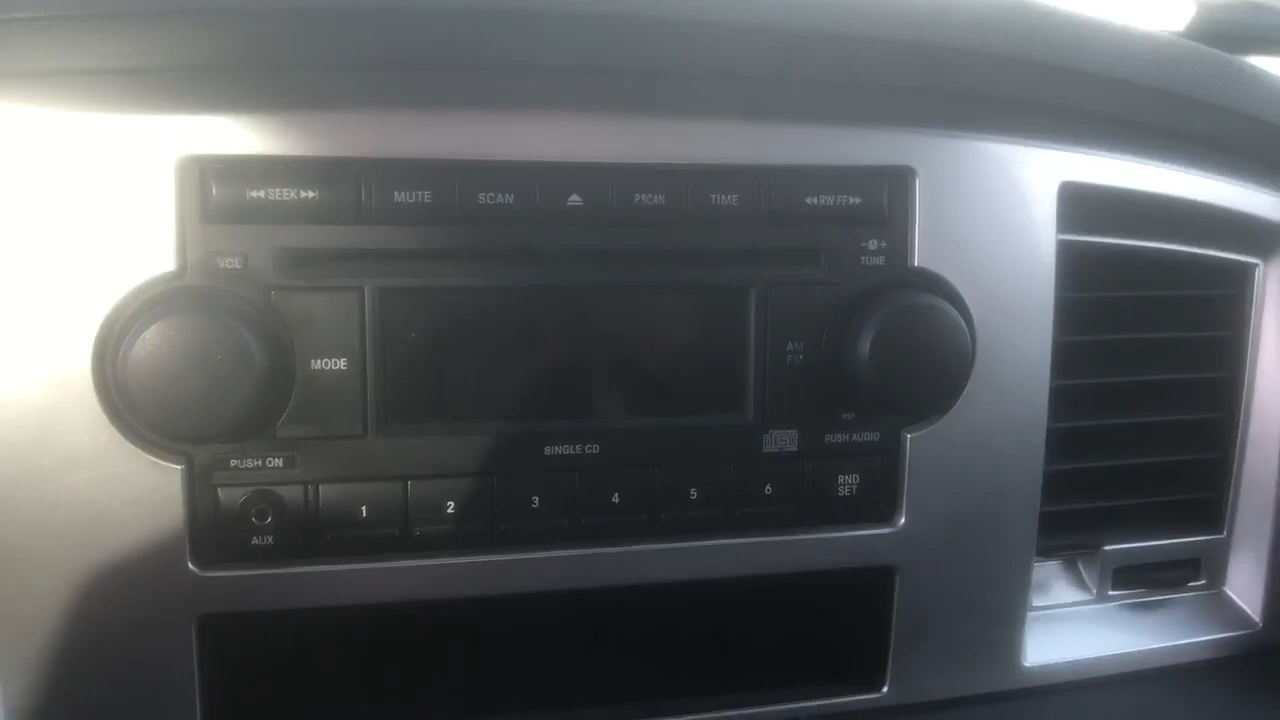 SEEK
MUTE
SCAN
PSCAN
TIME
RW FF
VOL
TUNE
MODE
AM
FM
PUSH ON
SINGLE CD
disc
PUSH AUDIO
AUX
1
2
3
4
5
6
RND
SET